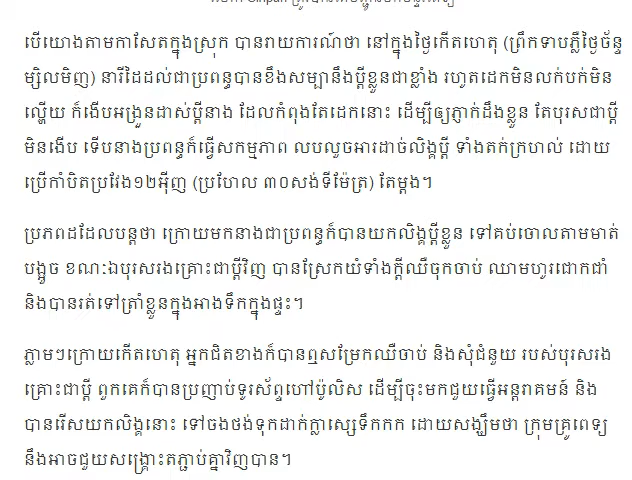 បើយោងតាមកាសែតក្នុងស្រុក បានរាយការណ៍ថា នៅក្នុងថ្ងៃកើតហេតុ (ព្រឹកទាបភ្លឺថ្ងៃច័ន្ទ
ម្សិលមិញ) នារីដៃដល់ជាប្រពន្ធបានខឹងសម្បានឹងប្ដីខ្លួនជាខ្លាំង រហូតដេកមិនលក់បក់មិន
ល្ហើយ ក៏ងើបអង្រួនដាស់ប្ដីនាង ដែលកំពុងតែដេកនោះ ដើម្បីឲ្យភ្ញាក់ដឹងខ្លួន តែបុរសជាប្ដី
មិនងើប ទើបនាងប្រពន្ធក៏ធ្វើសកម្មភាព លបលួចអារដាច់លិង្គប្ដី ទាំងតក់ក្រហល់ ដោយ
ប្រើកាំបិតប្រវែង១២អ៊ីញ (ប្រហែល ៣០សង់ទីម៉ែត្រ) តែម្ដង។
ប្រភពដដែលបន្តថា ក្រោយមកនាងជាប្រពន្ធក៏បានយកលិង្គប្ដីខ្លួន ទៅគប់ចោលតាមមាត់
បង្អួច ខណៈឯបុរសរងគ្រោះជាប្ដីវិញ បានស្រែកយំទាំងក្ដីឈឺចុកចាប់ ឈាមហូរជោកជាំ
និងបានរត់ទៅត្រាំខ្លួនក្នុងអាងទឹកក្នុងផ្ទះ។
ភ្លាមៗក្រោយកើតហេតុ អ្នកជិតខាងក៏បានឮសម្រែកឈឺចាប់ និងសុំជំនួយ របស់បុរសរង
គ្រោះជាប្ដី ពួកគេក៏បានប្រញាប់ទូរស័ព្ទហៅប៉ូលិស ដើម្បីចុះមកជួយធ្វើអន្តរាគមន៍ និង
បានរើសយកលិង្គនោះ ទៅចងថង់ទុកដាក់ក្លាស្សេទឹកកក ដោយសង្ឃឹមថា ក្រុមគ្រូពេទ្យ
នឹងអាចជួយសង្គ្រោះតភ្ជាប់គ្នាវិញបាន។